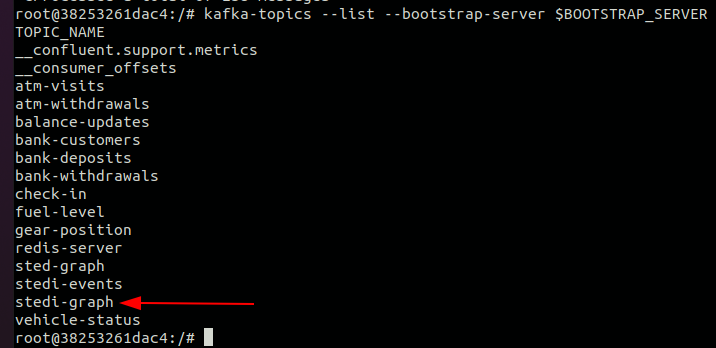 root@38253261dac4:/# kafka-topics --list --bootstrap-server $BOOTSTRAP_SERVER
TOPIC_NAME
__confluent.support.metrics
__consumer_offsets
atm-visits
atm-withdrawals
balance-updates
bank-customers
bank-deposits
bank-withdrawals
check-in
fuel-level
gear-position
redis-server
sted-graph
stedi-events
stedi-graph
vehicle-status
root@38253261dac4:/#